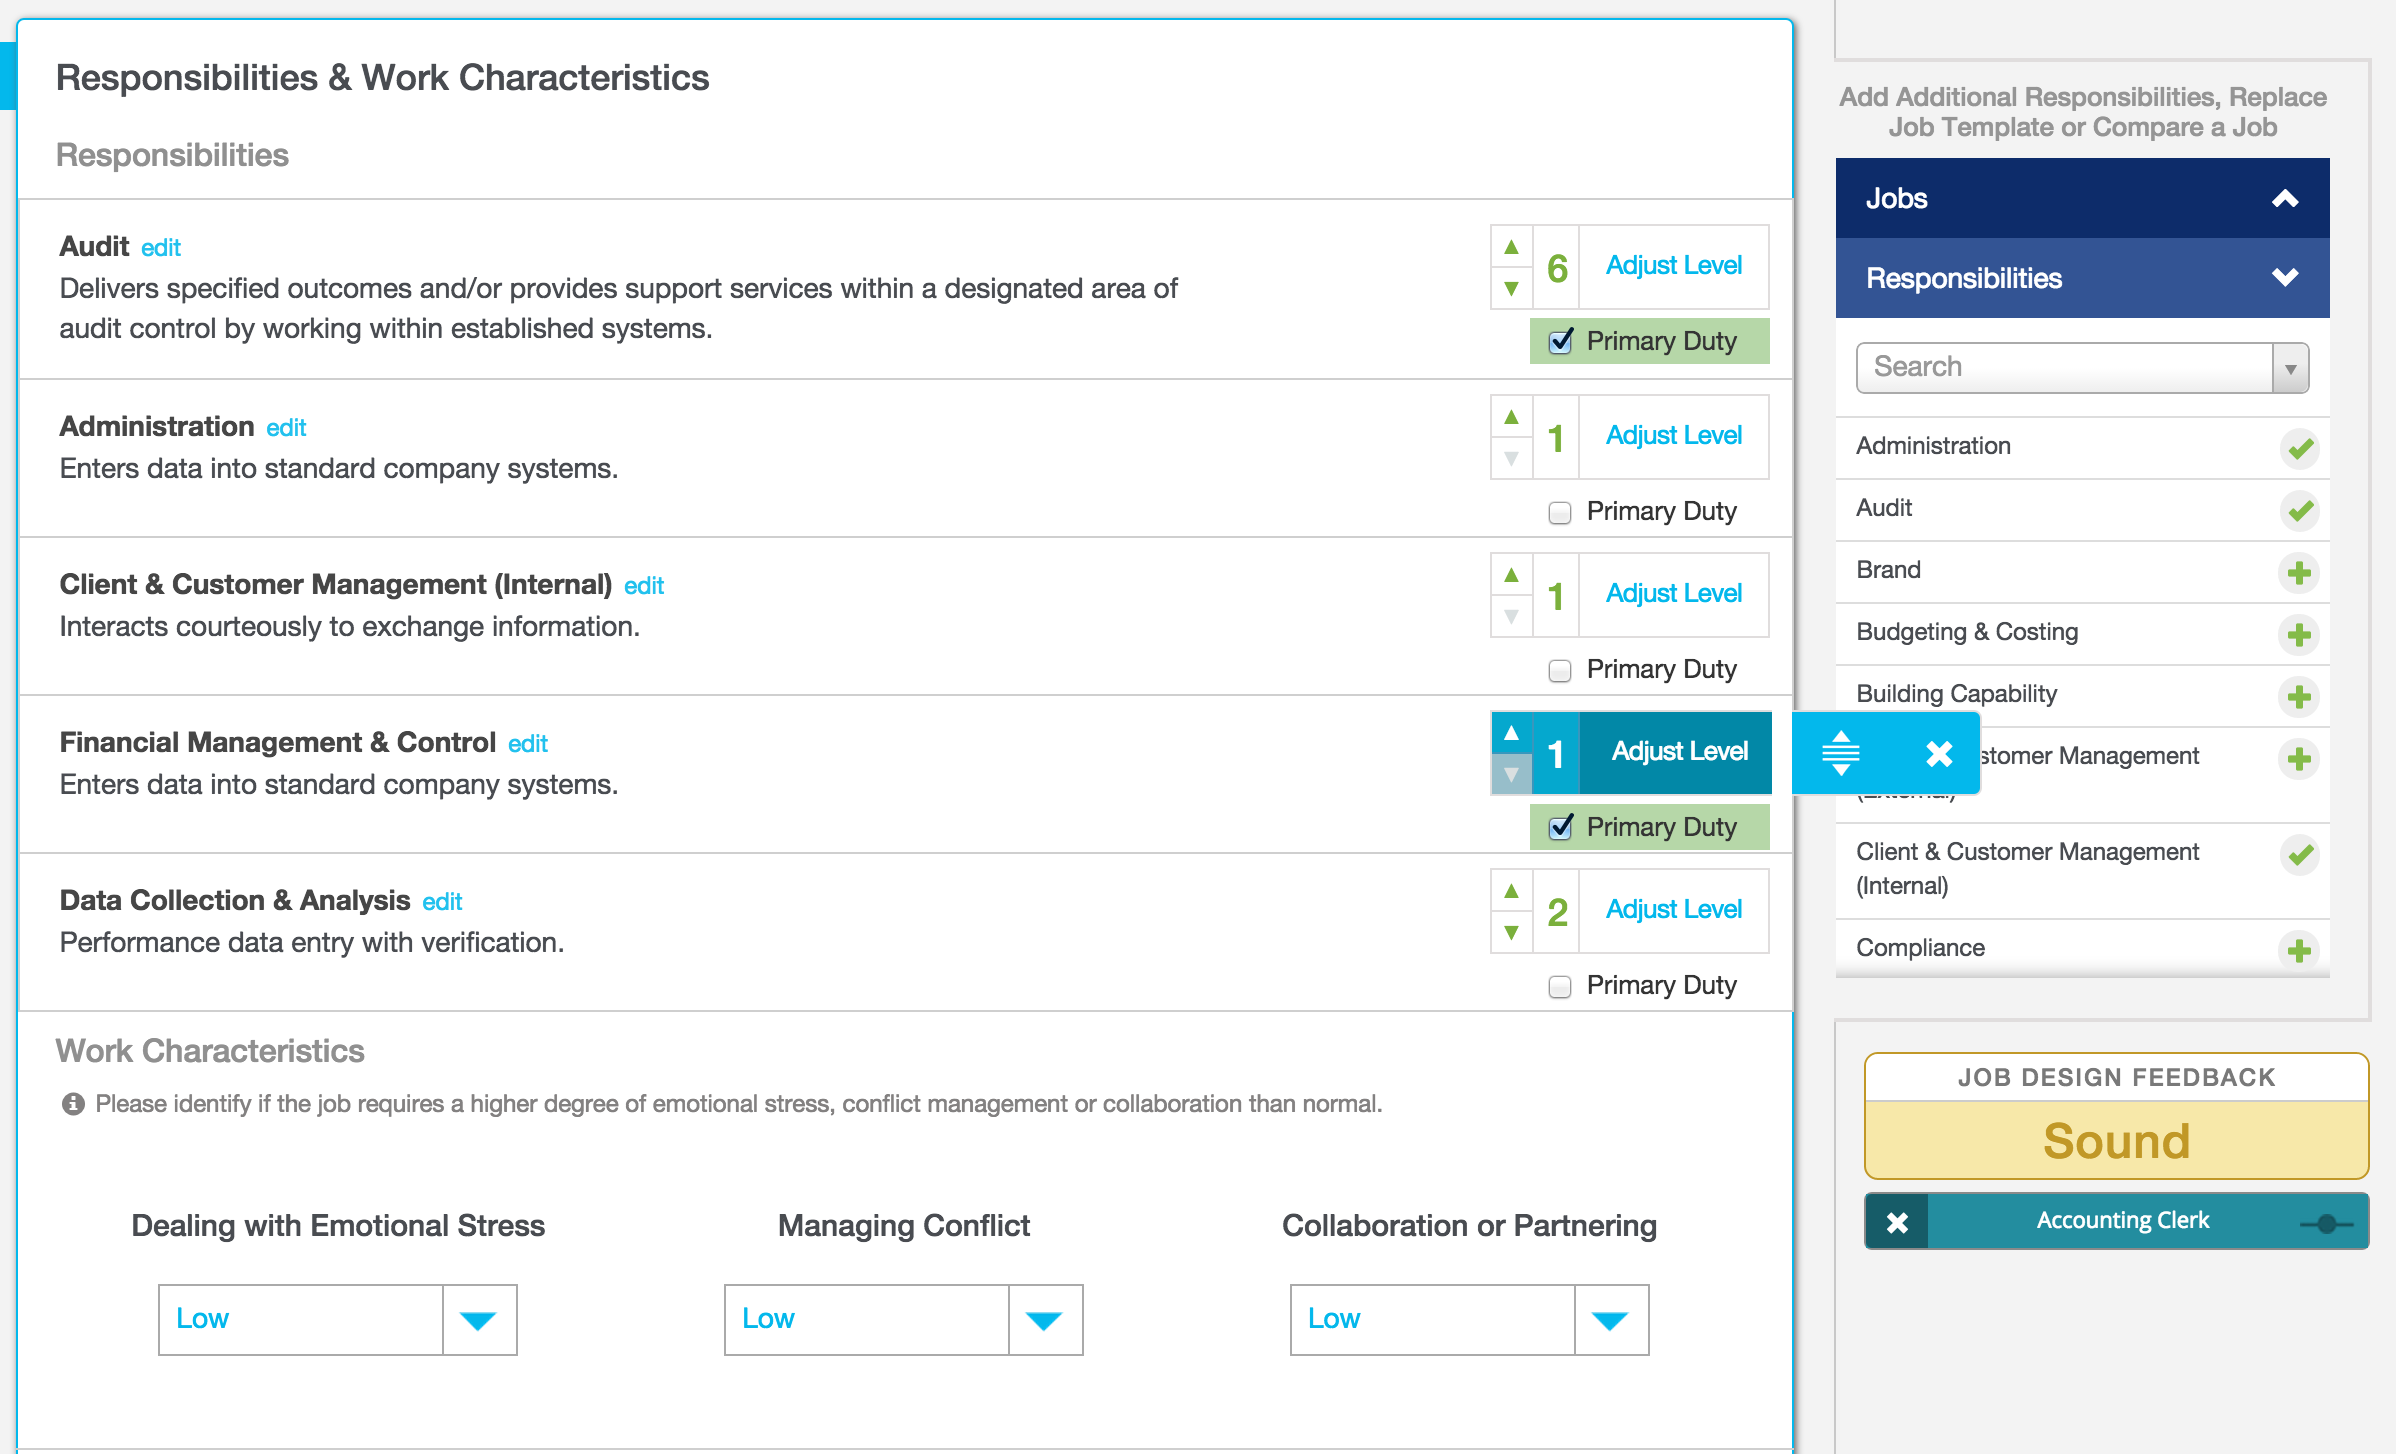 Responsibilities & Work Characteristics
Responsibilities
Audit edit
Delivers specified outcomes and/or provides support services within a designated area of
audit control by working within established systems.
6 Adjust Level
Primary Duty
Administration edit
Enters data into standard company systems.
1 Adjust Level
Primary Duty
Client & Customer Management (Internal) edit
Interacts courteously to exchange information.
1 Adjust Level
Primary Duty
Financial Management & Control edit
Enters data into standard company systems.
1 Adjust Level
Primary Duty
Data Collection & Analysis edit
Performance data entry with verification.
2 Adjust Level
Primary Duty
Work Characteristics
Please identify if the job requires a higher degree of emotional stress, conflict management or collaboration than normal.
Dealing with Emotional Stress
Low
Managing Conflict
Low
Collaboration or Partnering
Low
Add Additional Responsibilities, Replace
Job Template or Compare a Job
Jobs
Responsibilities
Search
Administration
Audit
Brand
Budgeting & Costing
Building Capability
stomer Management
Client & Customer Management
(Internal)
Compliance
JOB DESIGN FEEDBACK
Sound
Accounting Clerk